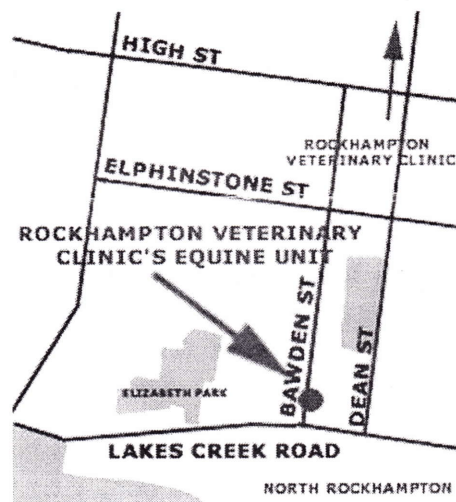 HIGH ST
ROCKHAMPTON
VETERINARY CLINIC
ELPHINSTONE ST
ROCKHAMPTON VETERINARY
CLINIC'S EQUINE UNIT
BAWDEN ST
DEAN ST
ELIZABETH PARK
LAKES CREEK ROAD
NORTH ROCKHAMPTON